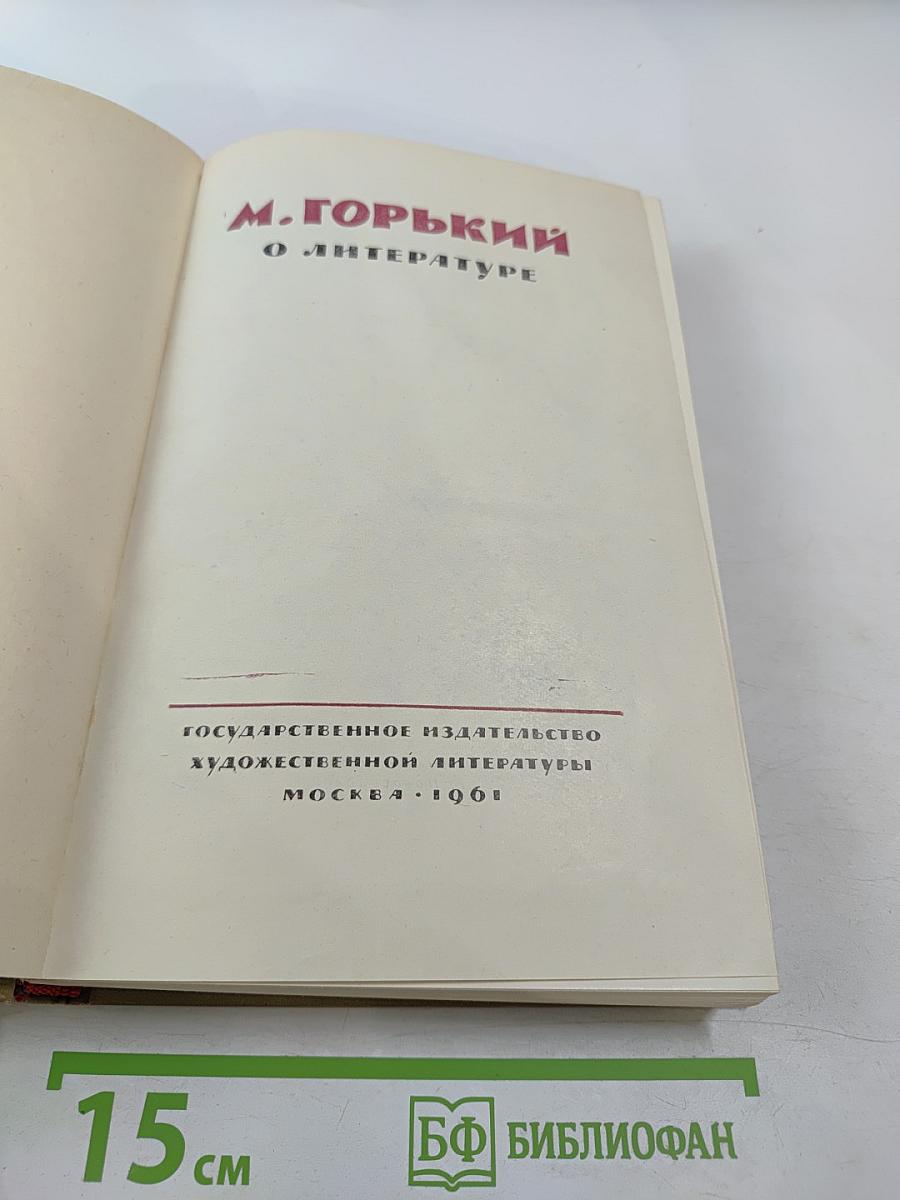 М. ГОРЬКИЙ
О ЛИТЕРАТУРЕ
ГОСУДАРСТВЕННОЕ ИЗДАТЕЛЬСТВО
ХУДОЖЕСТВЕННОЙ ЛИТЕРАТУРЫ
МОСКВА · 1961
15 СМ
БФ БИБЛИОФАН